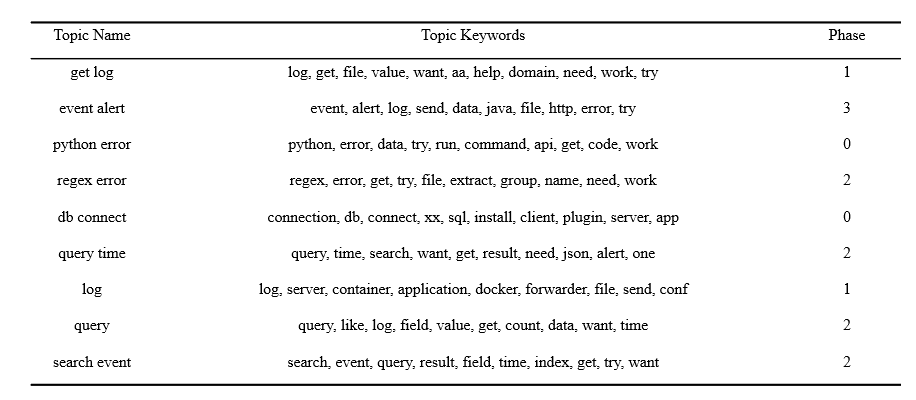 Topic Name Topic Keywords Phase
get log log, get, file, value, want, aa, help, domain, need, work, try 1
event alert event, alert, log, send, data, java, file, http, error, try 3
python error python, error, data, try, run, command, api, get, code, work 0
regex error regex, error, get, try, file, extract, group, name, need, work 2
db connect connection, db, connect, xx, sql, install, client, plugin, server, app 0
query time query, time, search, want, get, result, need, json, alert, one 2
log log, server, container, application, docker, forwarder, file, send, conf 1
query query, like, log, field, value, get, count, data, want, time 2
search event search, event, query, result, field, time, index, get, try, want 2